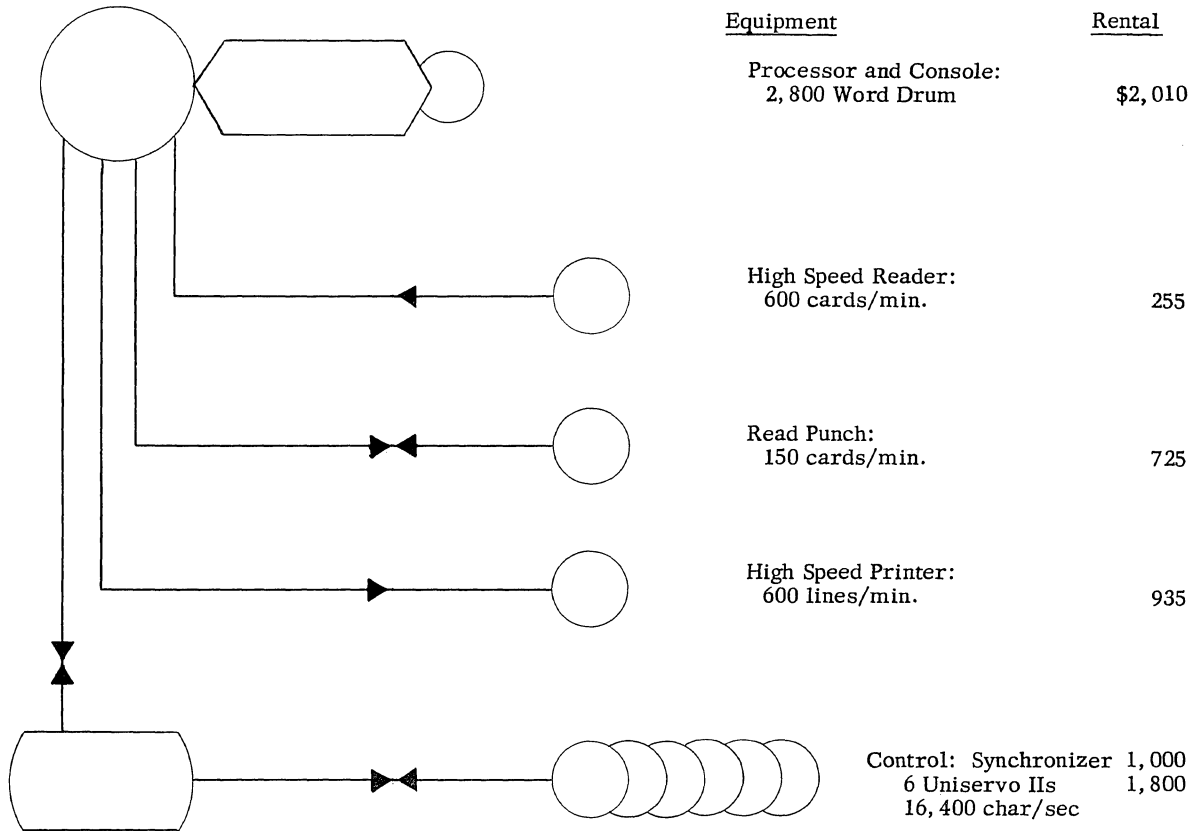 Equipment Rental
Processor and Console:
2,800 Word Drum $2,010
High Speed Reader:
600 cards/min. 255
Read Punch:
150 cards/min. 725
High Speed Printer:
600 lines/min. 935
Control: Synchronizer 1,000
6 Uniservo IIs 1,800
16,400 char/sec